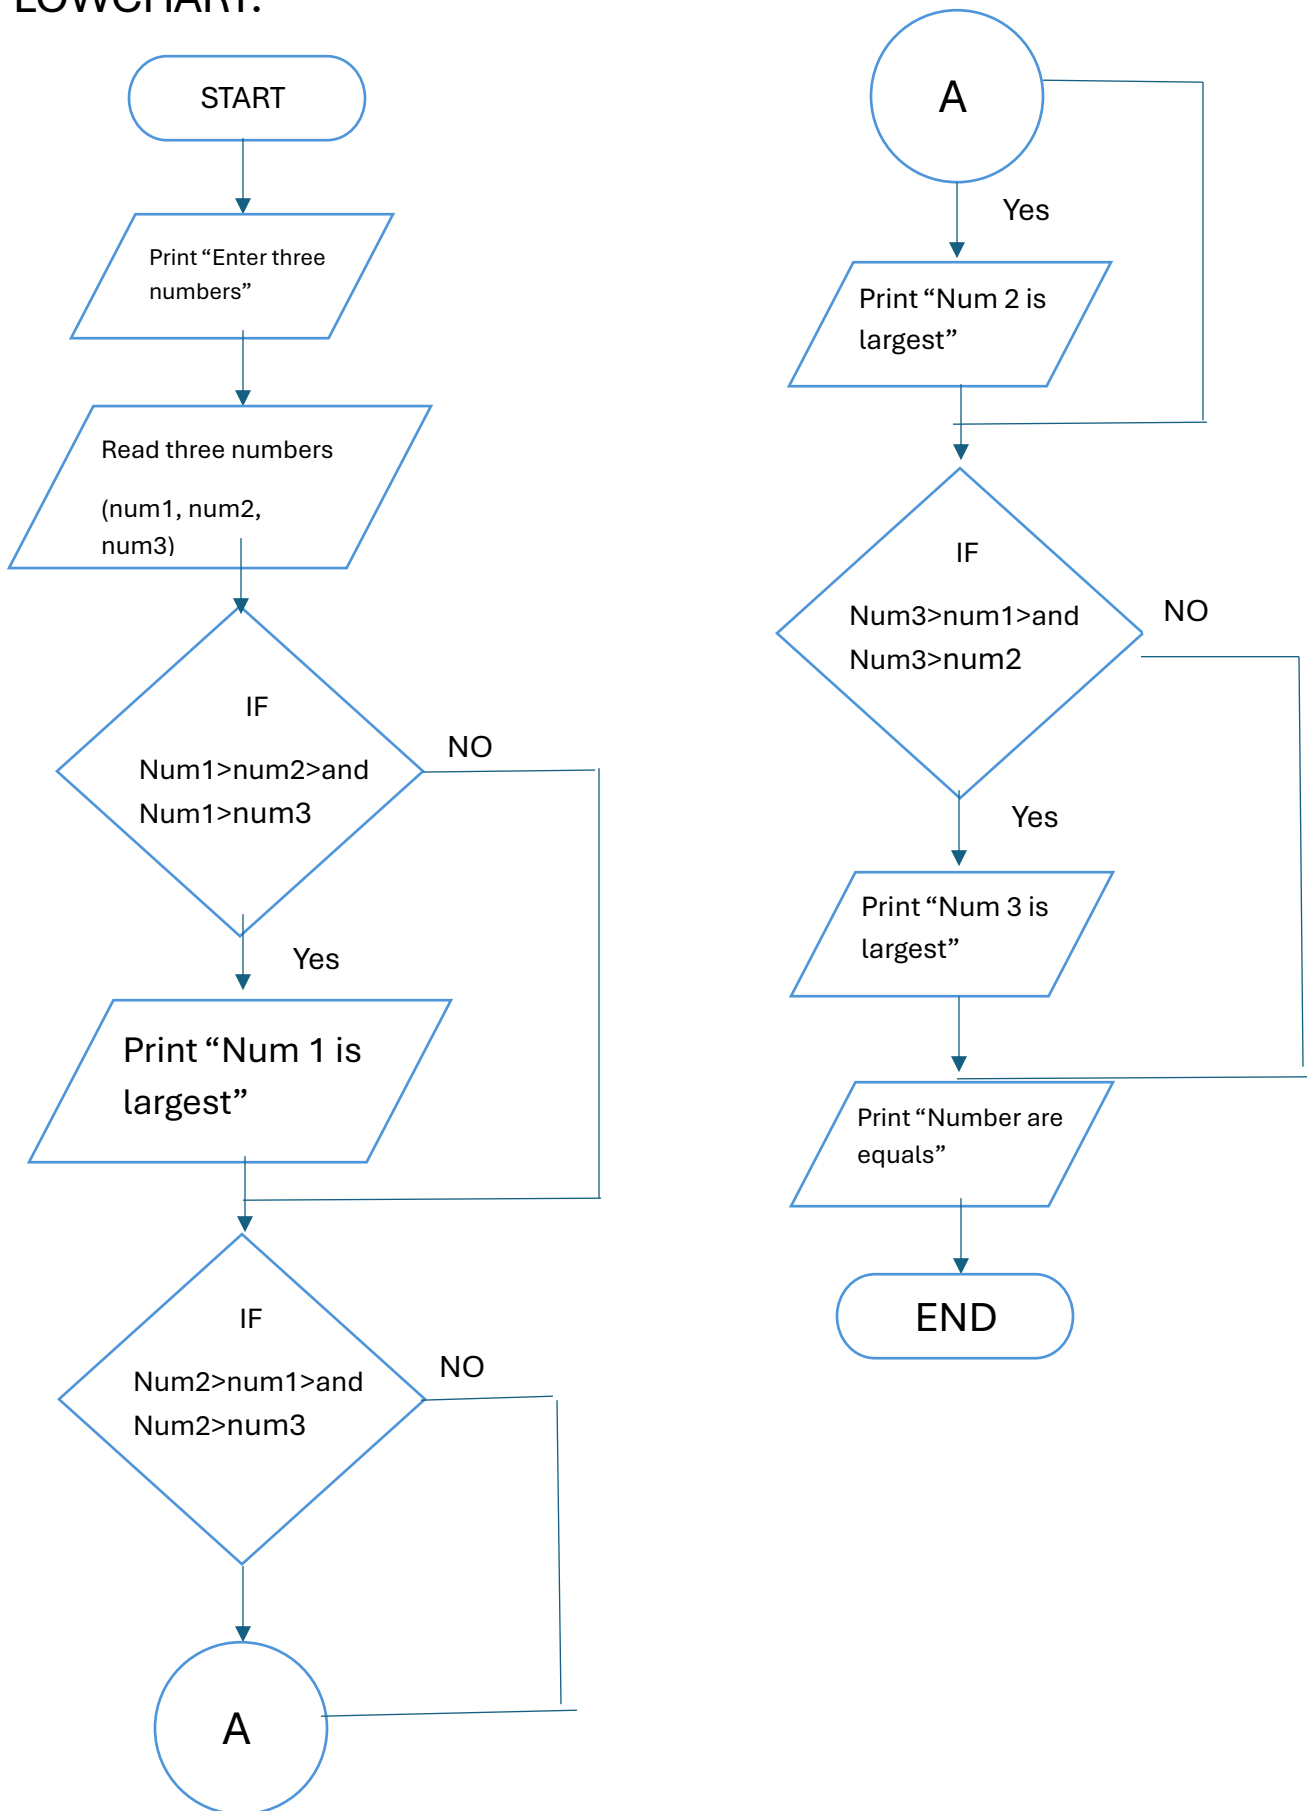 LOWCHART:
START
Print “Enter three
numbers”
Read three numbers
(num1, num2,
num3)
IF
Num1>num2>and
Num1>num3
NO
Yes
Print “Num 1 is
largest”
IF
Num2>num1>and
Num2>num3
NO
A
A
Yes
Print “Num 2 is
largest”
IF
Num3>num1>and
Num3>num2
NO
Yes
Print “Num 3 is
largest”
Print “Number are
equals”
END